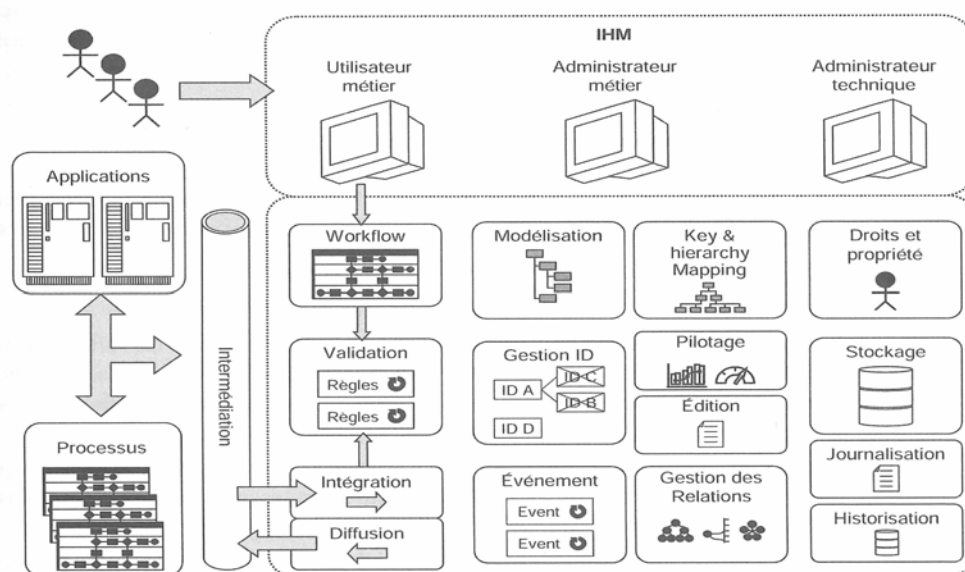 IHM
Utilisateur
métier
Administrateur
métier
Administrateur
technique
Applications
Processus
Intermédiation
Workflow
Modélisation
Key &
hierarchy
Mapping
Droits et
propriété
Validation
Règles
Règles
Gestion ID
ID A
ID C
ID B
ID D
Pilotage
Édition
Stockage
Intégration
Diffusion
Événement
Event
Event
Gestion des
Relations
Journalisation
Historisation